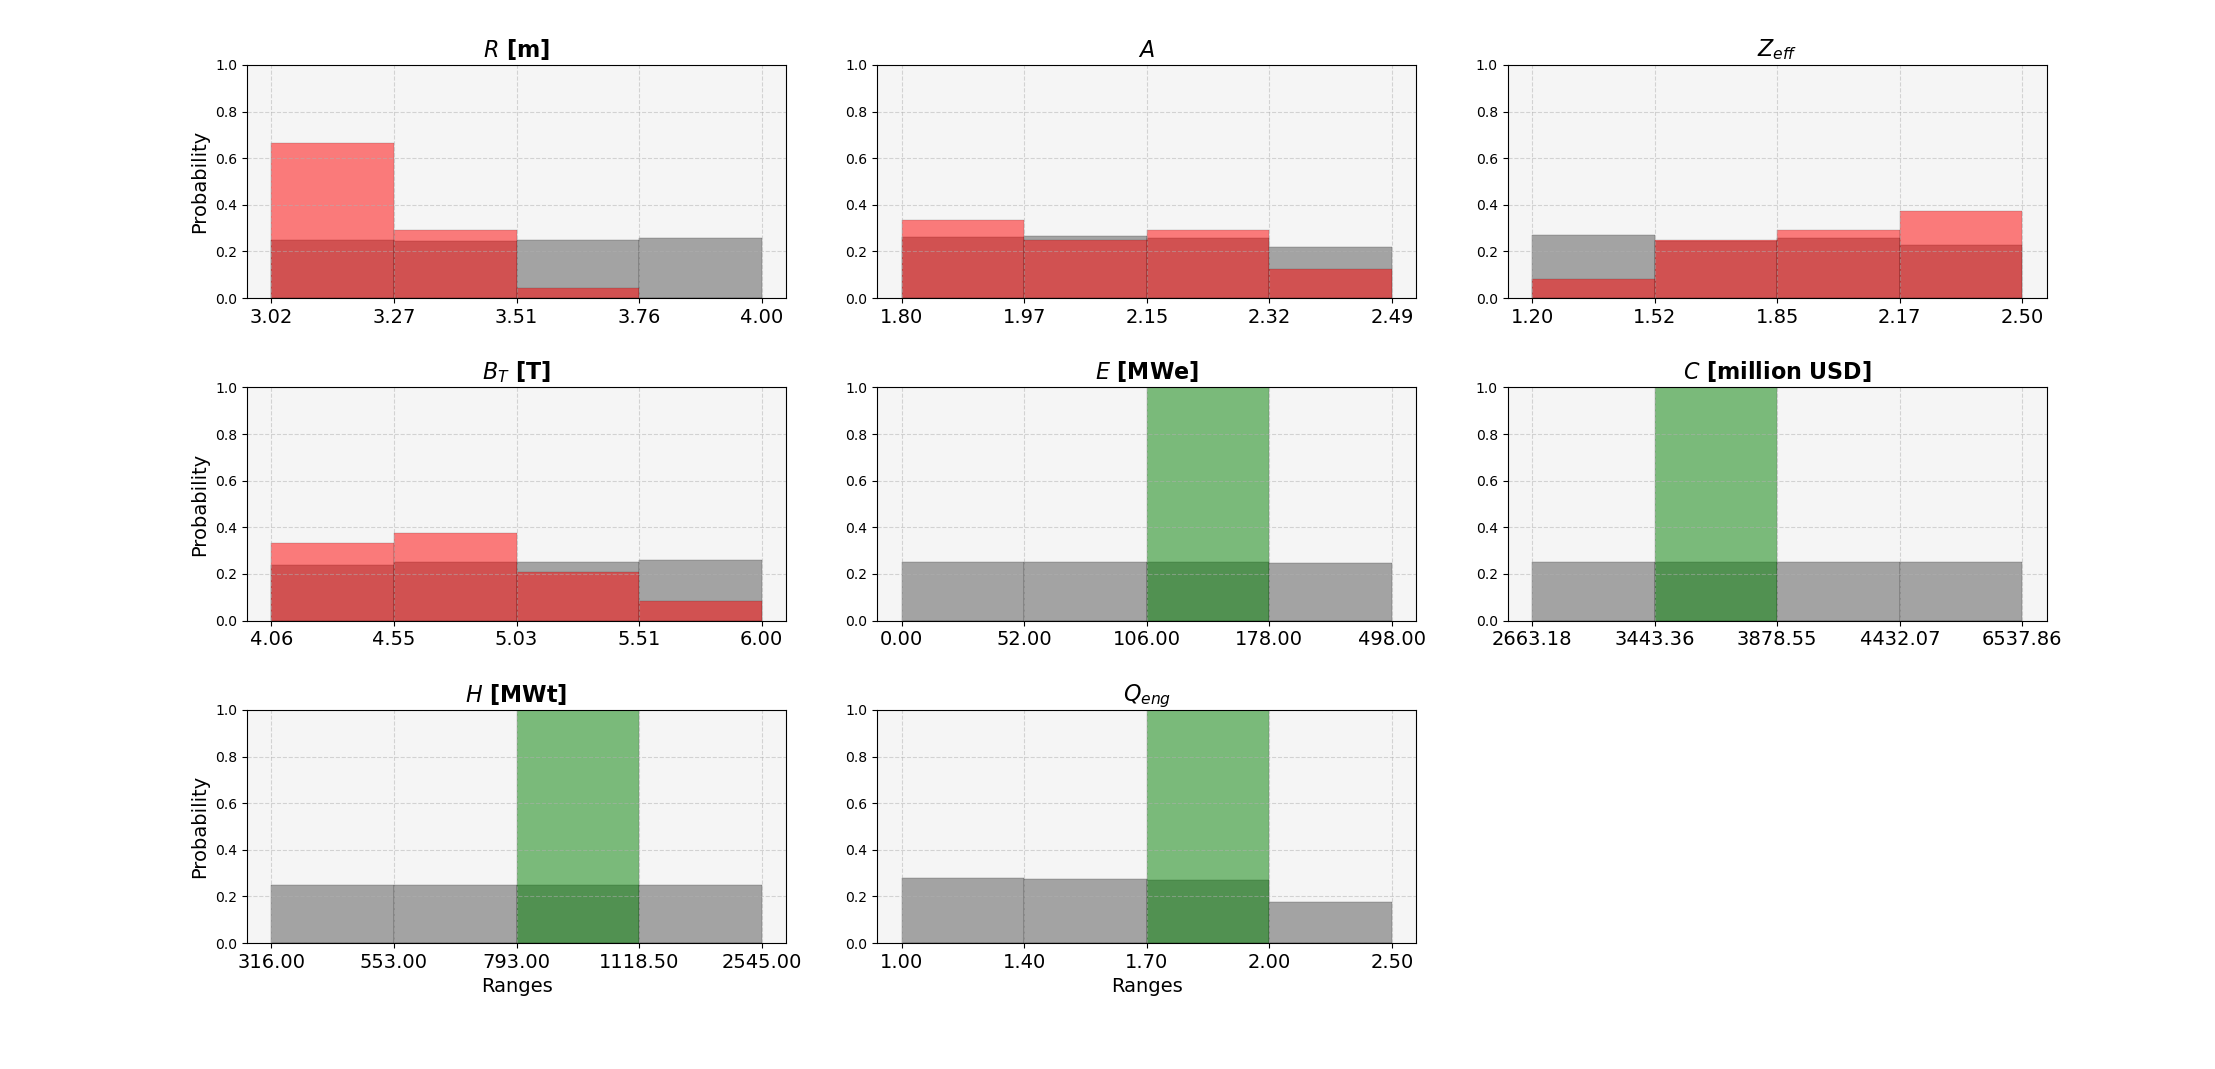 R [m]
Probability
1.0
0.8
0.6
0.4
0.2
0.0
3.02 3.27 3.51 3.76 4.00
A
1.0
0.8
0.6
0.4
0.2
0.0
1.80 1.97 2.15 2.32 2.49
Z_eff
1.0
0.8
0.6
0.4
0.2
0.0
1.20 1.52 1.85 2.17 2.50
B_T [T]
Probability
1.0
0.8
0.6
0.4
0.2
0.0
4.06 4.55 5.03 5.51 6.00
E [MWe]
1.0
0.8
0.6
0.4
0.2
0.0
0.00 52.00 106.00 178.00 498.00
C [million USD]
1.0
0.8
0.6
0.4
0.2
0.0
2663.18 3443.36 3878.55 4432.07 6537.86
H [MWt]
Probability
1.0
0.8
0.6
0.4
0.2
0.0
316.00 553.00 793.00 1118.50 2545.00
Ranges
Q_eng
1.0
0.8
0.6
0.4
0.2
0.0
1.00 1.40 1.70 2.00 2.50
Ranges